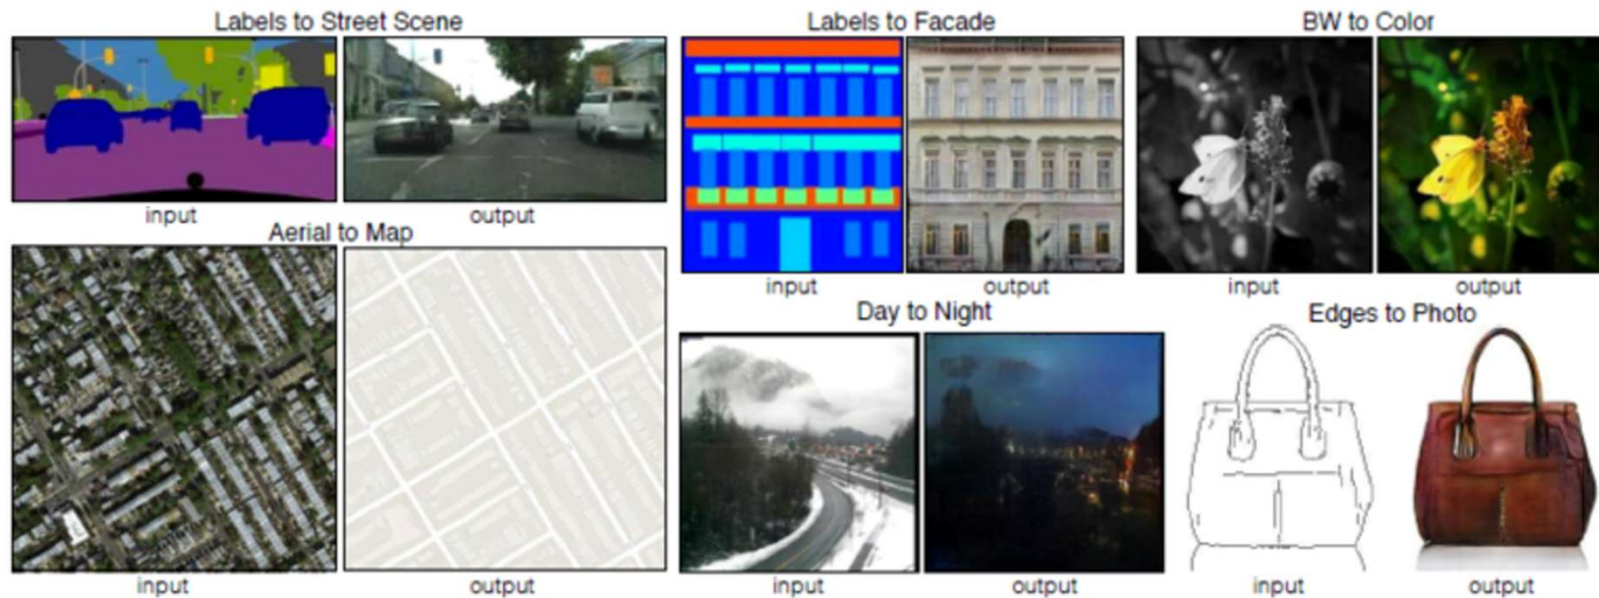 Labels to Street Scene
input
output
Aerial to Map
input
output
Labels to Facade
input
output
Day to Night
input
output
BW to Color
input
output
Edges to Photo
input
output